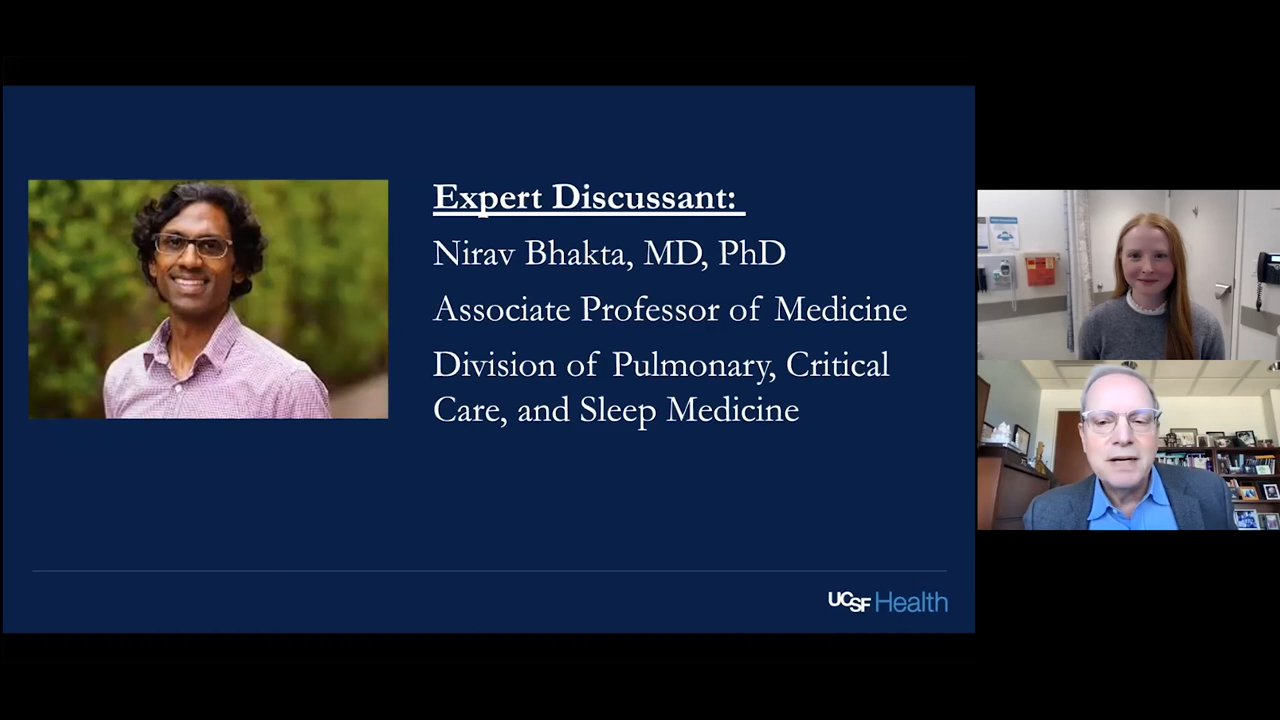 Expert Discussant:
Nirav Bhakta, MD, PhD
Associate Professor of Medicine
Division of Pulmonary, Critical
Care, and Sleep Medicine
UCSF Health